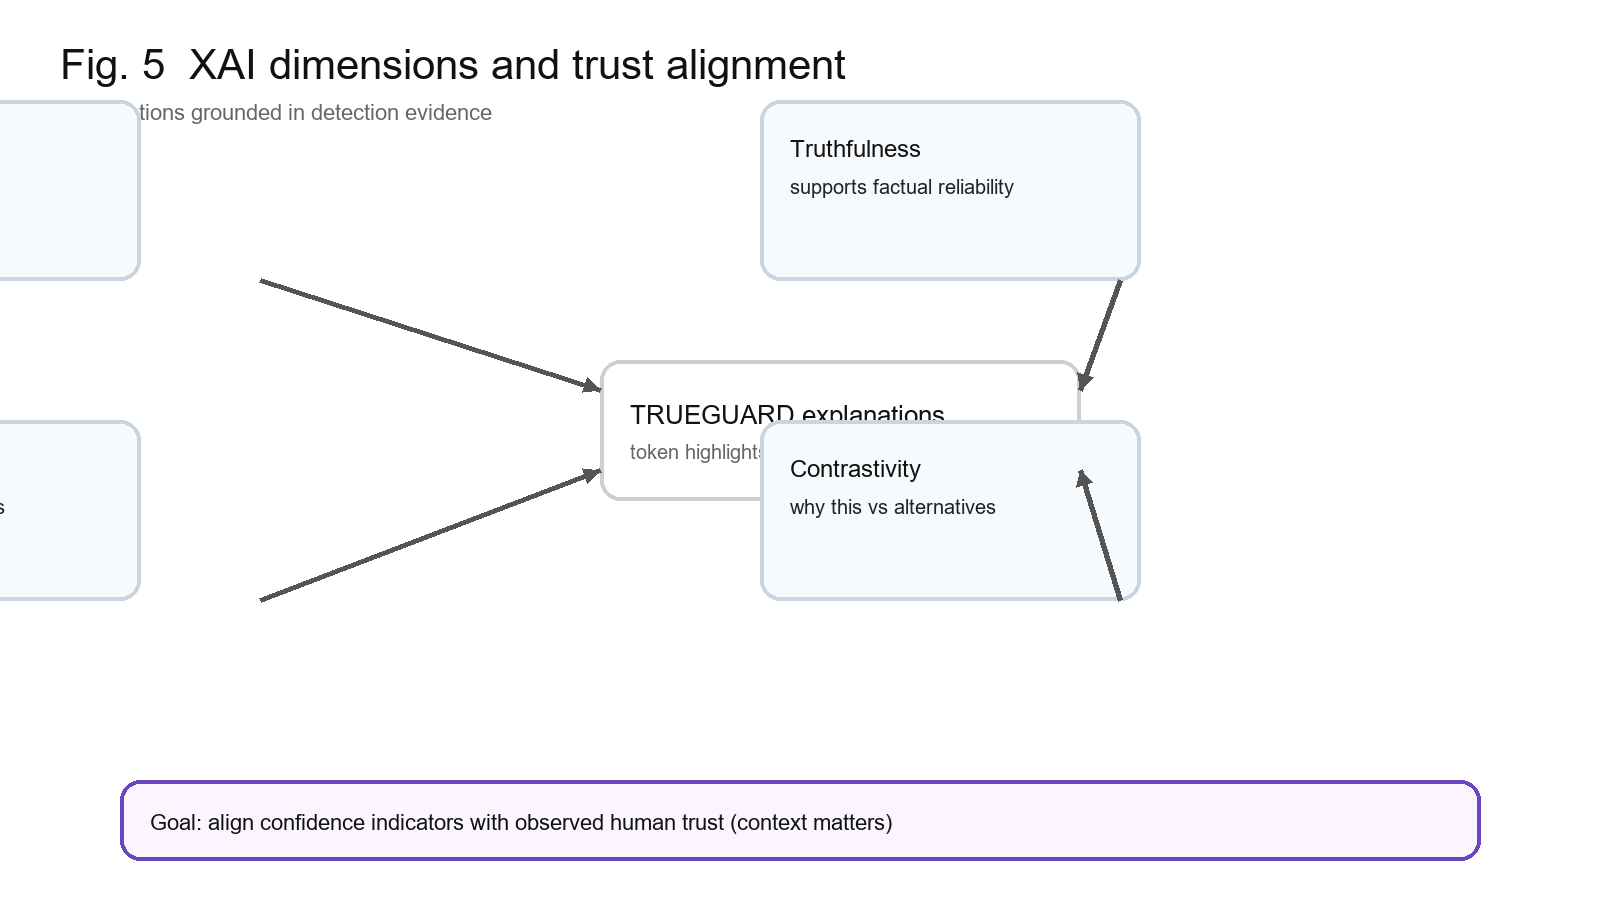 Fig. 5 XAI dimensions and trust alignment
tions grounded in detection evidence
Truthfulness
supports factual reliability
TRUEGUARD explanations
token highlights
Contrastivity
why this vs alternatives
s
Goal: align confidence indicators with observed human trust (context matters)